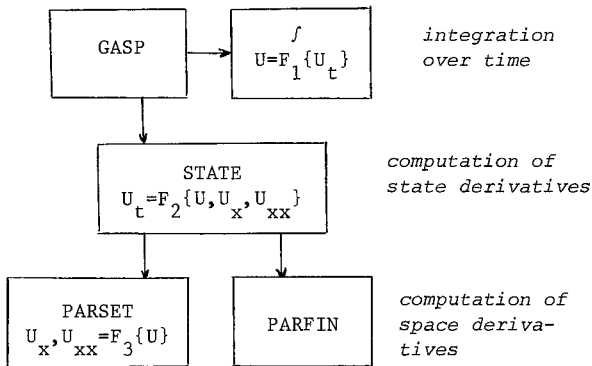 GASP
∫
U=F₁{Uₜ}
integration
over time
STATE
Uₜ=F₂{U,Uₓ,Uₓₓ}
computation of
state derivatives
PARSET
Uₓ,Uₓₓ=F₃{U}
PARFIN
computation of
space deriva-
tives